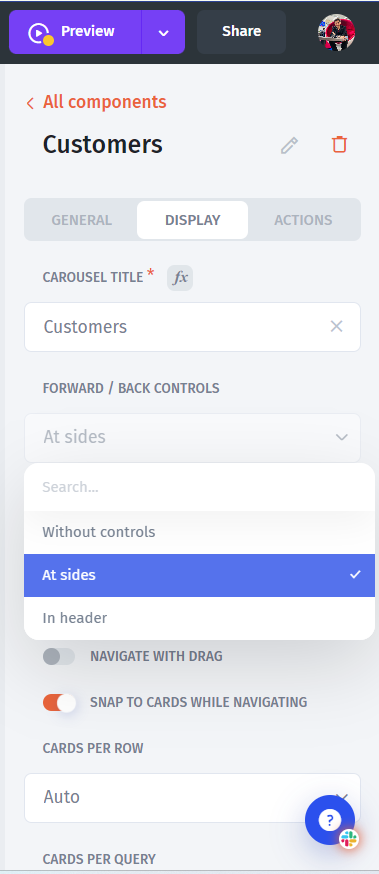 Preview
Share
All components
Customers
GENERAL
DISPLAY
ACTIONS
CAROUSEL TITLE *
fx
Customers
FORWARD / BACK CONTROLS
At sides
Search...
Without controls
At sides
In header
NAVIGATE WITH DRAG
SNAP TO CARDS WHILE NAVIGATING
CARDS PER ROW
Auto
?
CARDS PER QUERY